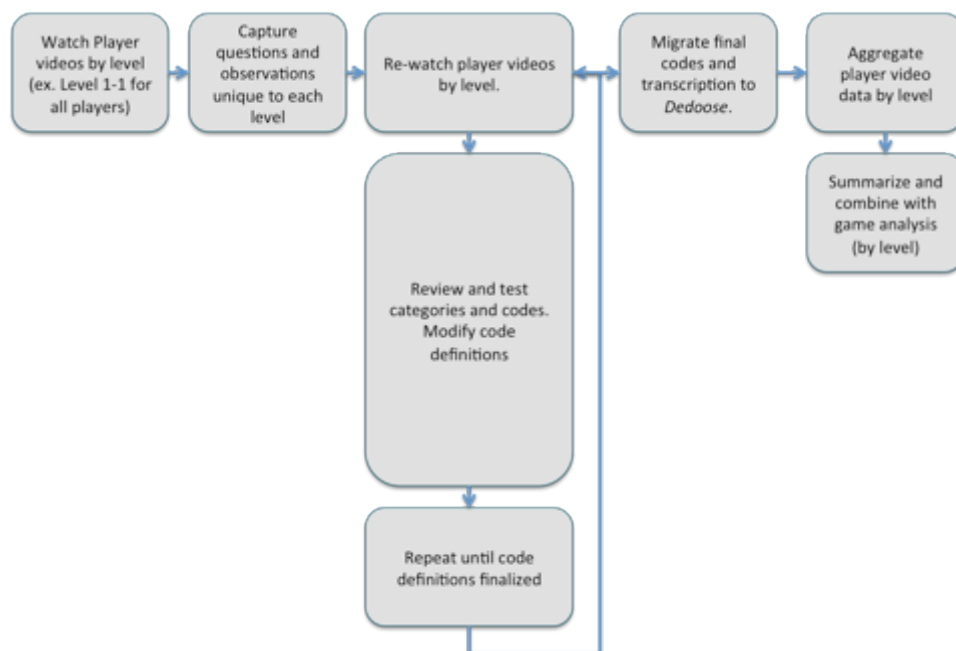 Watch Player
videos by level
(ex. Level 1-1 for
all players)
Capture
questions and
observations
unique to each
level
Re-watch player videos
by level.
Migrate final
codes and
transcription to
Dedoose.
Aggregate
player video
data by level
Summarize and
combine with
game analysis
(by level)
Review and test
categories and codes.
Modify code
definitions
Repeat until code
definitions finalized